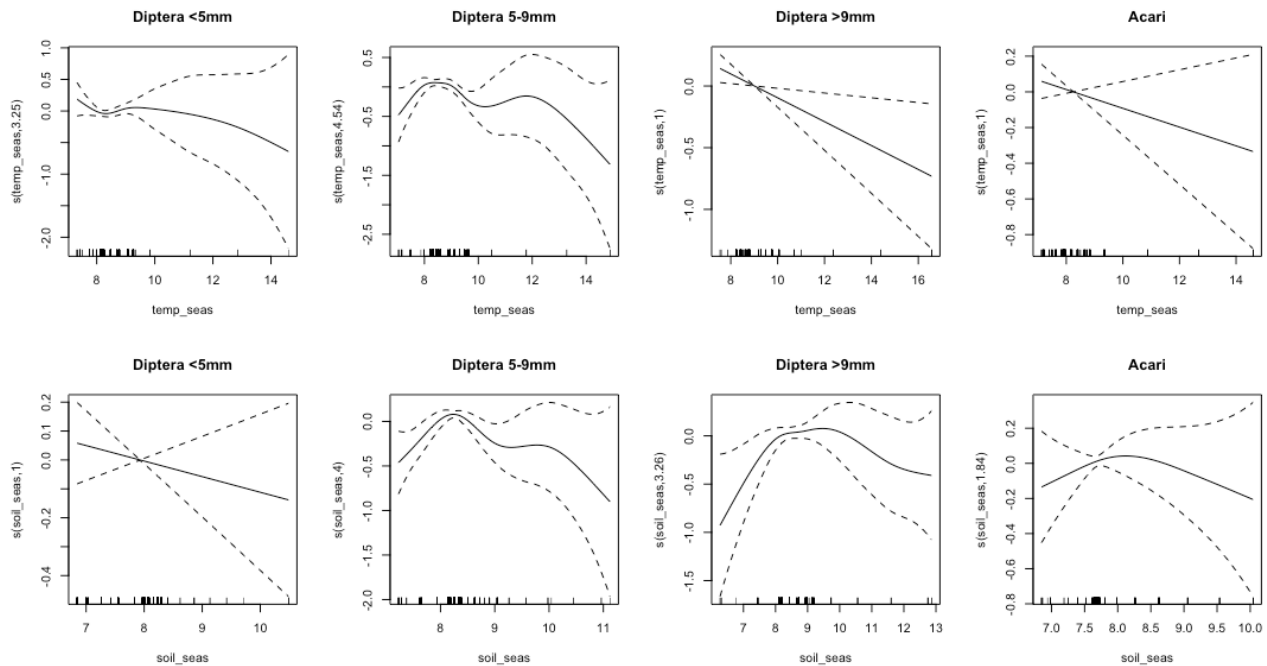 Diptera <5mm
s(temp_seas,3.25)
1.0
0.5
0.0
-1.0
-2.0
8 10 12 14
temp_seas
Diptera 5-9mm
s(temp_seas,4.54)
0.5
-0.5
-1.5
-2.5
8 10 12 14
temp_seas
Diptera >9mm
s(temp_seas,1)
0.0
-0.5
-1.0
8 10 12 14 16
temp_seas
Acari
s(temp_seas,1)
0.2
0.0
-0.2
-0.4
-0.6
-0.8
8 10 12 14
temp_seas
Diptera <5mm
s(soil_seas,1)
0.2
0.1
0.0
-0.2
-0.4
7 8 9 10
soil_seas
Diptera 5-9mm
s(soil_seas,4)
0.0
-0.5
-1.0
-1.5
-2.0
8 9 10 11
soil_seas
Diptera >9mm
s(soil_seas,3.26)
0.0
-0.5
-1.0
-1.5
7 8 9 10 11 12 13
soil_seas
Acari
s(soil_seas,1.84)
0.2
0.0
-0.2
-0.4
-0.6
-0.8
7.0 7.5 8.0 8.5 9.0 9.5 10.0
soil_seas